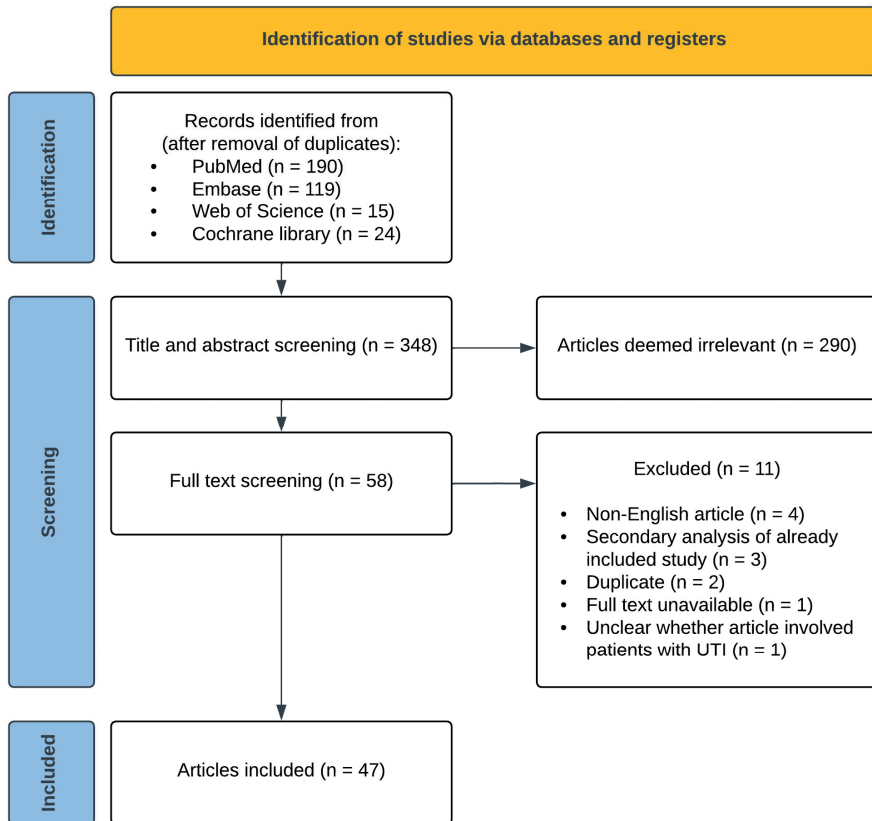 Identification of studies via databases and registers
Identification
Records identified from
(after removal of duplicates):
• PubMed (n = 190)
• Embase (n = 119)
• Web of Science (n = 15)
• Cochrane library (n = 24)
Screening
Title and abstract screening (n = 348)
Articles deemed irrelevant (n = 290)
Full text screening (n = 58)
Excluded (n = 11)
• Non-English article (n = 4)
• Secondary analysis of already
included study (n = 3)
• Duplicate (n = 2)
• Full text unavailable (n = 1)
• Unclear whether article involved
patients with UTI (n = 1)
Included
Articles included (n = 47)